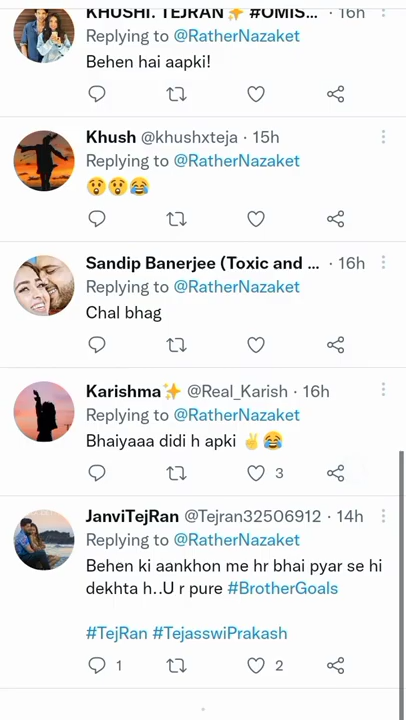 KHUSHI. TEJRAN✨ #OMIS... · 16h
Replying to @RatherNazaket
Behen hai aapki!
Khush @khushxteja · 15h
Replying to @RatherNazaket
😲😲😂
Sandip Banerjee (Toxic and ... · 16h
Replying to @RatherNazaket
Chal bhag
Karishma✨ @Real_Karish · 16h
Replying to @RatherNazaket
Bhaiyaaa didi h apki ✌️😂
3
JanviTejRan @Tejran32506912 · 14h
Replying to @RatherNazaket
Behen ki aankhon me hr bhai pyar se hi
dekhta h..U r pure #BrotherGoals
#TejRan #TejasswiPrakash
1 2